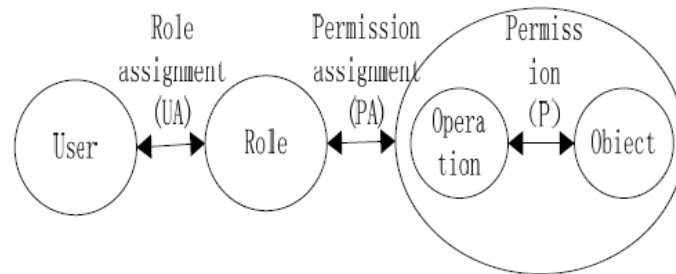 Role
assignment
(UA)
Permission
assignment
(PA)
Permiss
ion
(P)
User
Role
Opera
tion
Obiect